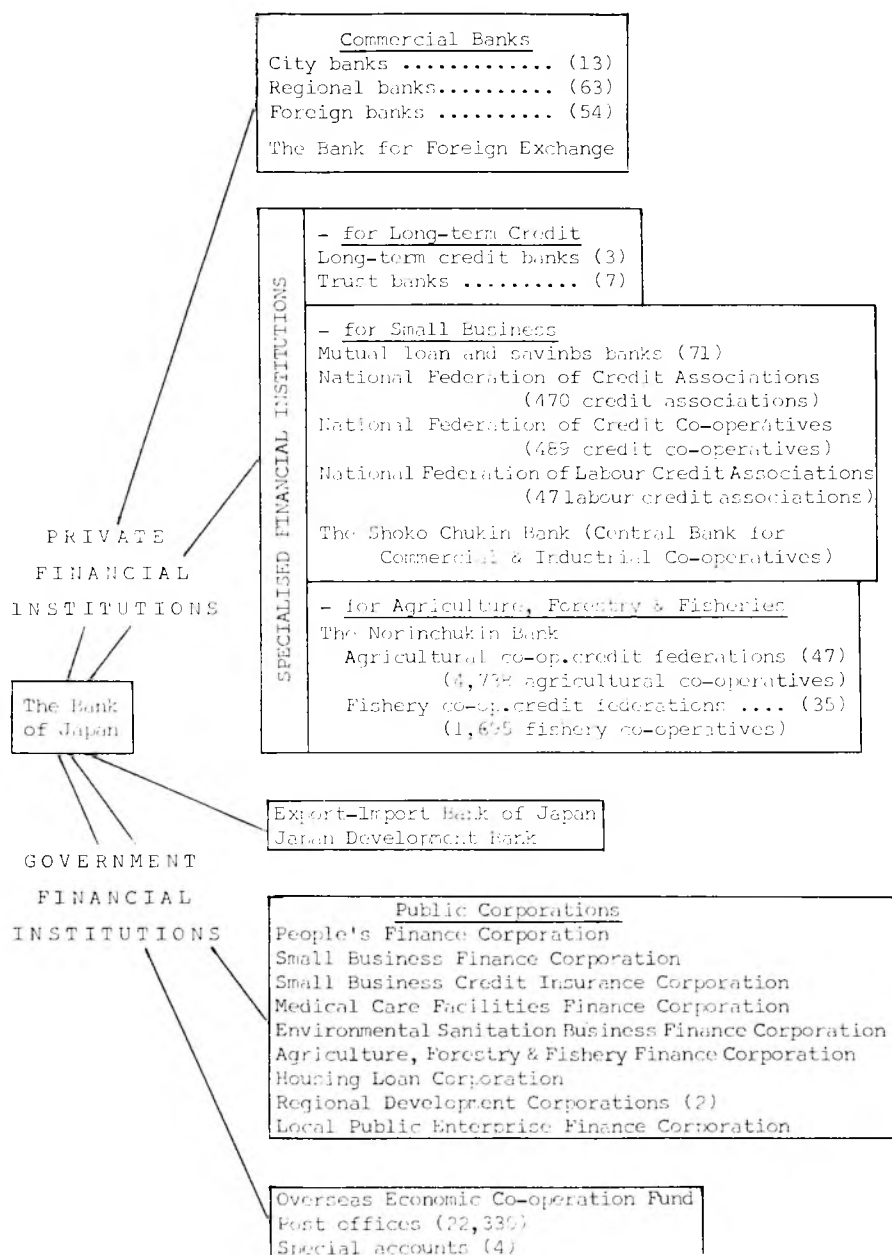 Commercial Banks
City banks ............. (13)
Regional banks.......... (63)
Foreign banks .......... (54)
The Bank for Foreign Exchange
SPECIALISED FINANCIAL INSTITUTIONS
- for Long-term Credit
Long-term credit banks (3)
Trust banks .......... (7)
- for Small Business
Mutual loan and savinbs banks (71)
National Federation of Credit Associations
(470 credit associations)
National Federation of Credit Co-operatives
(489 credit co-operatives)
National Federation of Labour Credit Associations
(47 labour credit associations)
The Shoko Chukin Bank (Central Bank for
Commercial & Industrial Co-operatives)
- for Agriculture, Forestry & Fisheries
The Norinchukin Bank
Agricultural co-op.credit federations (47)
agricultural co-operatives)
Fishery co-op.credit federations .... (35)
fishery co-operatives)
PRIVATE
FINANCIAL
INSTITUTIONS
The Bank
of Japan
GOVERNMENT
FINANCIAL
INSTITUTIONS
Export-Import Bank of Japan
Japan Development Bank
Public Corporations
People's Finance Corporation
Small Business Finance Corporation
Small Business Credit Insurance Corporation
Medical Care Facilities Finance Corporation
Environmental Sanitation Business Finance Corporation
Agriculture, Forestry & Fishery Finance Corporation
Housing Loan Corporation
Regional Development Corporations (2)
Local Public Enterprise Finance Corporation
Overseas Economic Co-operation Fund
Post offices
Special accounts (4)